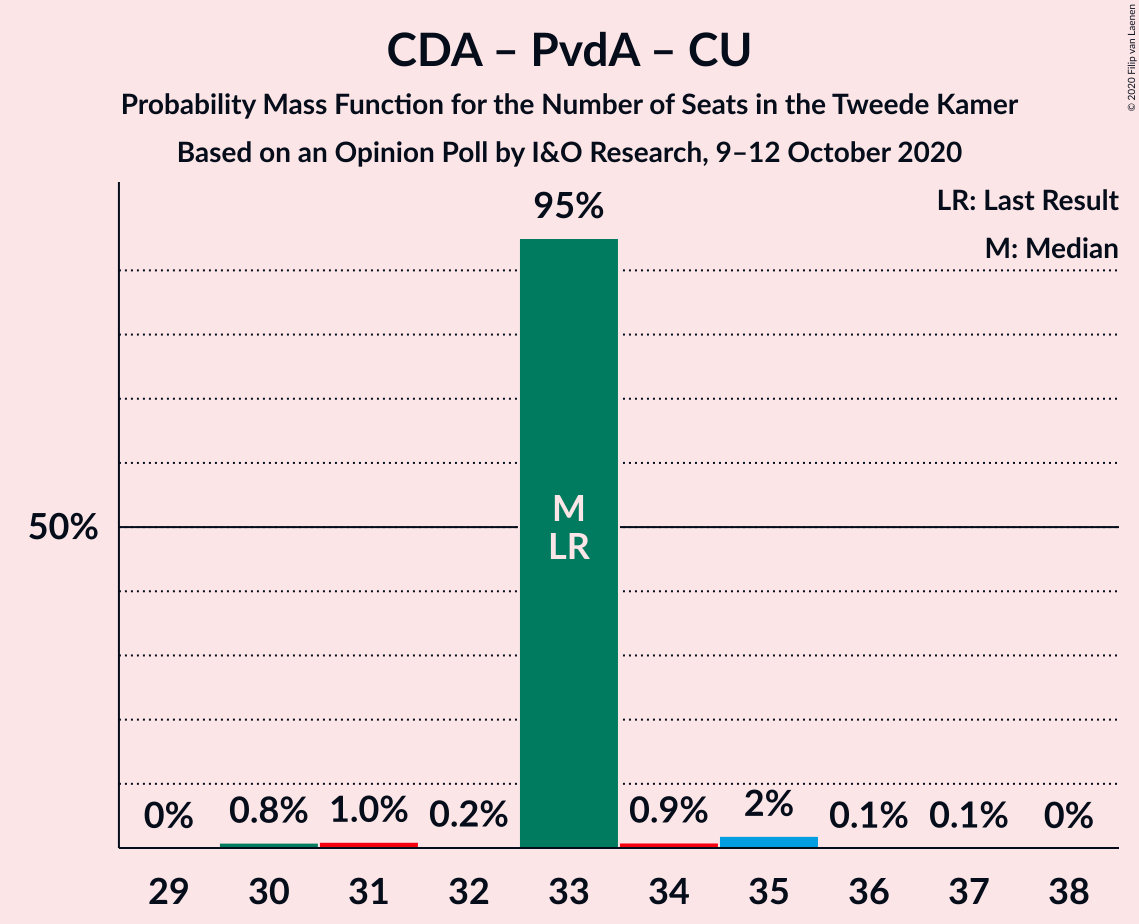 CDA – PvdA – CU
Probability Mass Function for the Number of Seats in the Tweede Kamer
Based on an Opinion Poll by I&O Research, 9–12 October 2020
© 2020 Filip van Laenen
LR: Last Result
M: Median
95%
M
LR
50%
0% 0.8% 1.0% 0.2% 0.9% 2% 0.1% 0.1% 0%
29 30 31 32 33 34 35 36 37 38